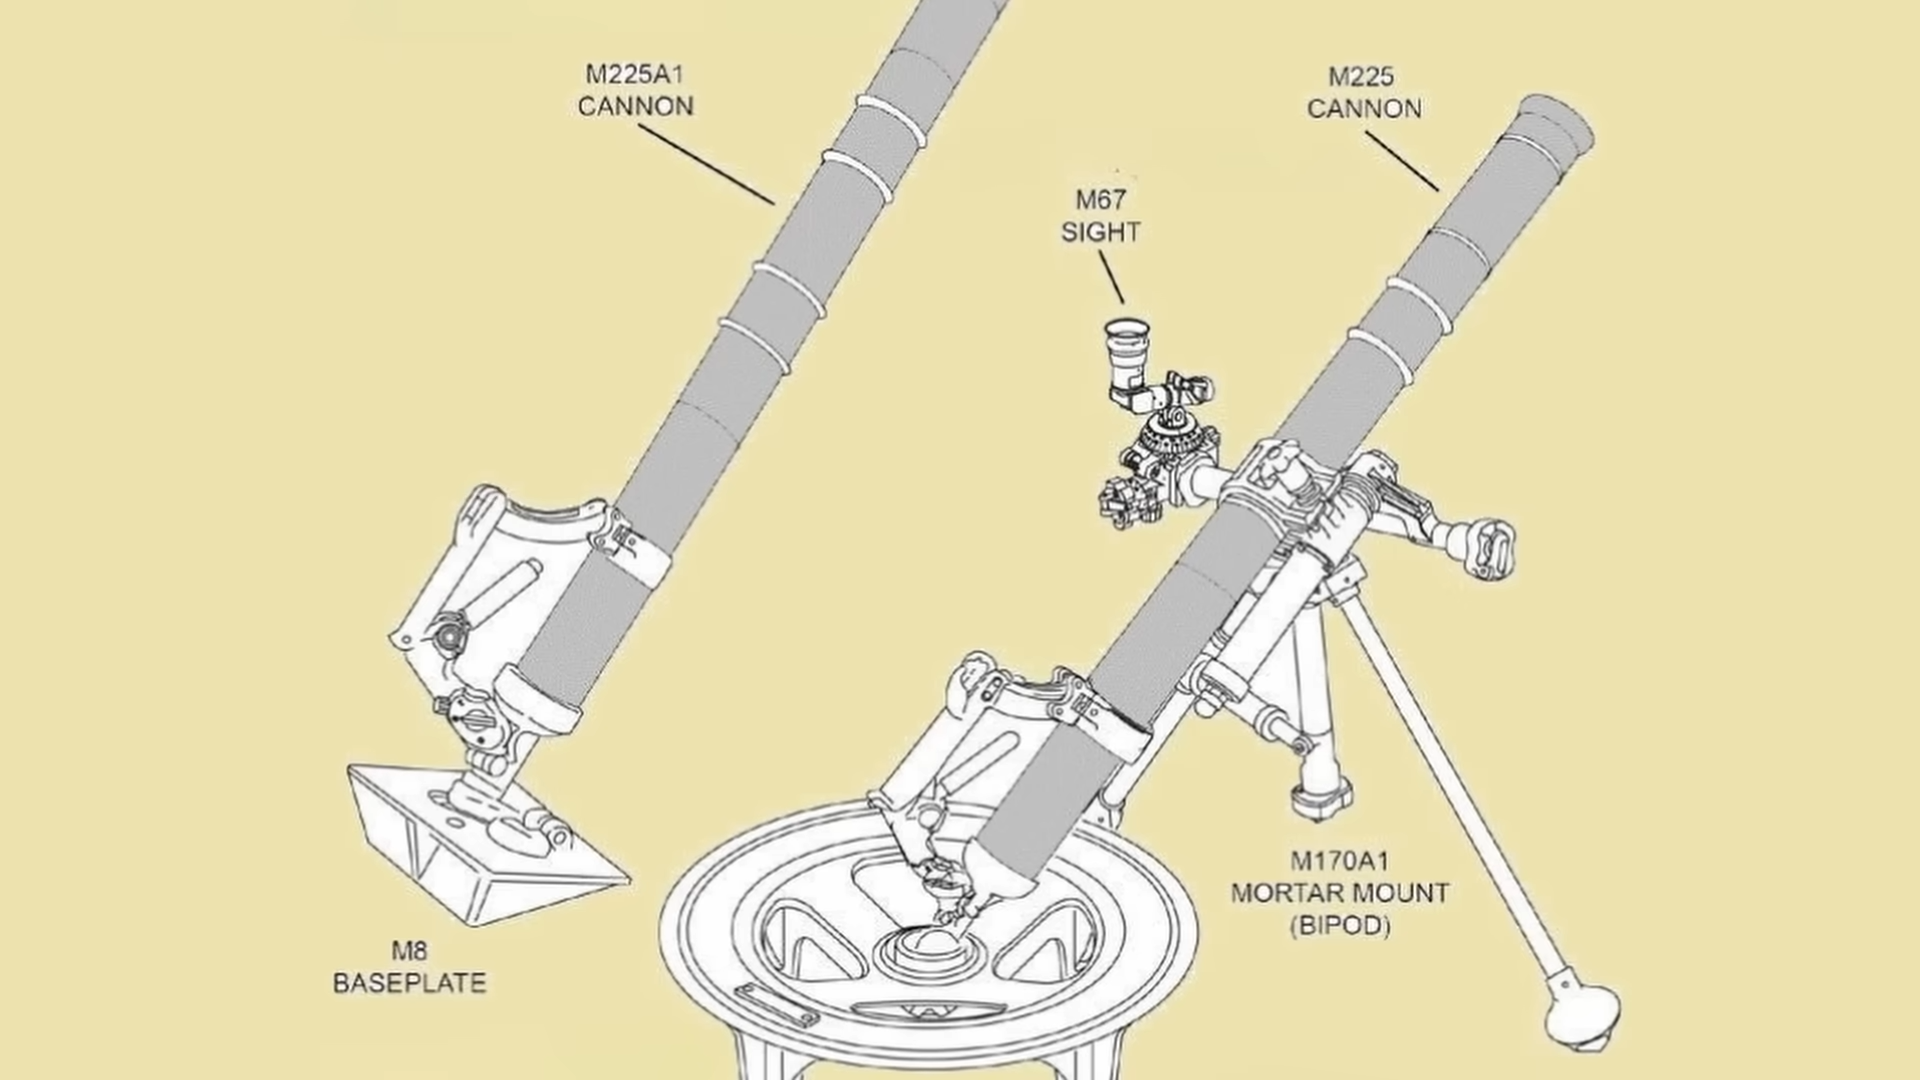 M225A1
CANNON
M225
CANNON
M67
SIGHT
M170A1
MORTAR MOUNT
(BIPOD)
M8
BASEPLATE